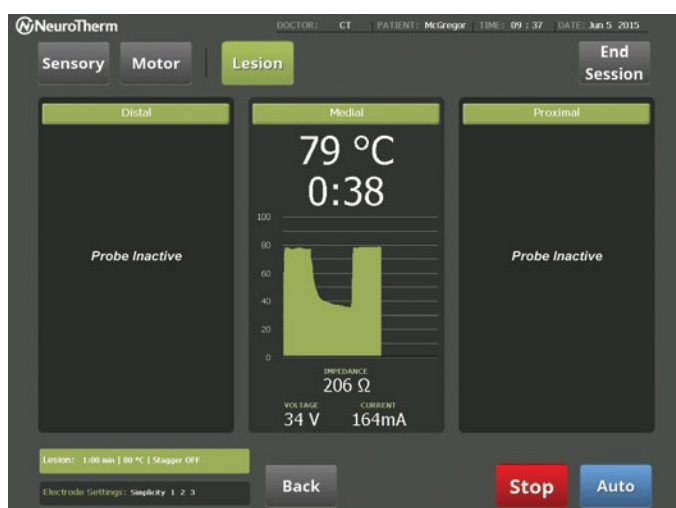 NeuroTherm DOCTOR: CT PATIENT: McGregor TIME: 09 : 37 DATE: Jun 5 2015
Sensory Motor Lesion End
Session
Distal Medial Proximal
79 °C
0:38
100
80
Probe Inactive Probe Inactive
60
40
20
0
IMPEDANCE
206 Ω
VOLTAGE CURRENT
34 V 164mA
Lesion: 1:00 min | 80 °C | Stagger OFF
Electrode Settings: Simplicity 1 2 3
Back Stop Auto